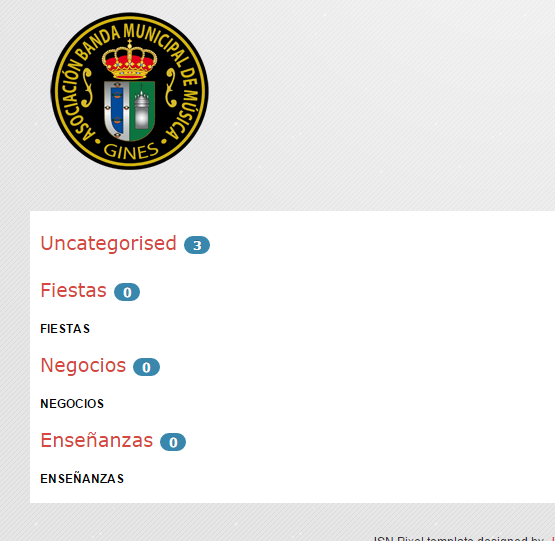 ASOCIACIÓN BANDA MUNICIPAL DE MÚSICA
GINES
Uncategorised 3
Fiestas 0
FIESTAS
Negocios 0
NEGOCIOS
Enseñanzas 0
ENSEÑANZAS
JSN Pixel template designed by